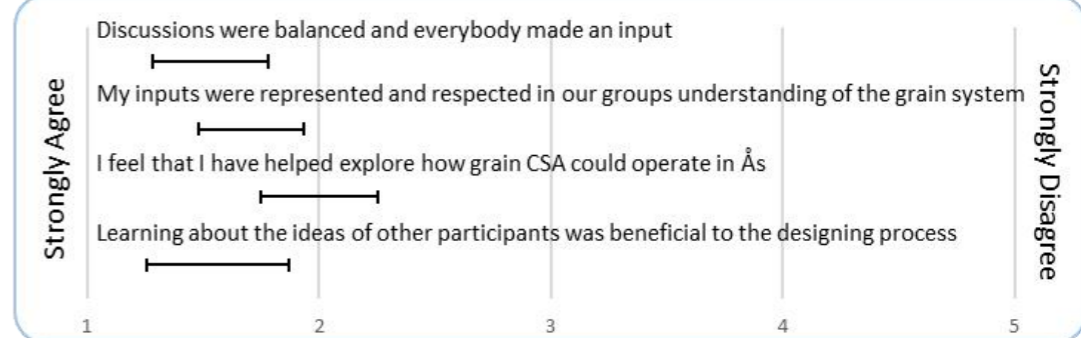 Discussions were balanced and everybody made an input
My inputs were represented and respected in our groups understanding of the grain system
I feel that I have helped explore how grain CSA could operate in Ås
Learning about the ideas of other participants was beneficial to the designing process
Strongly Agree
Strongly Disagree
1 2 3 4 5